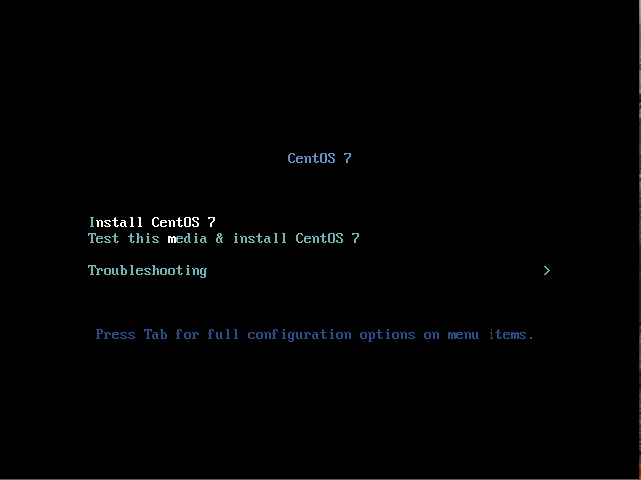 CentOS 7
Install CentOS 7
Test this media & install CentOS 7
Troubleshooting >
Press Tab for full configuration options on menu items.